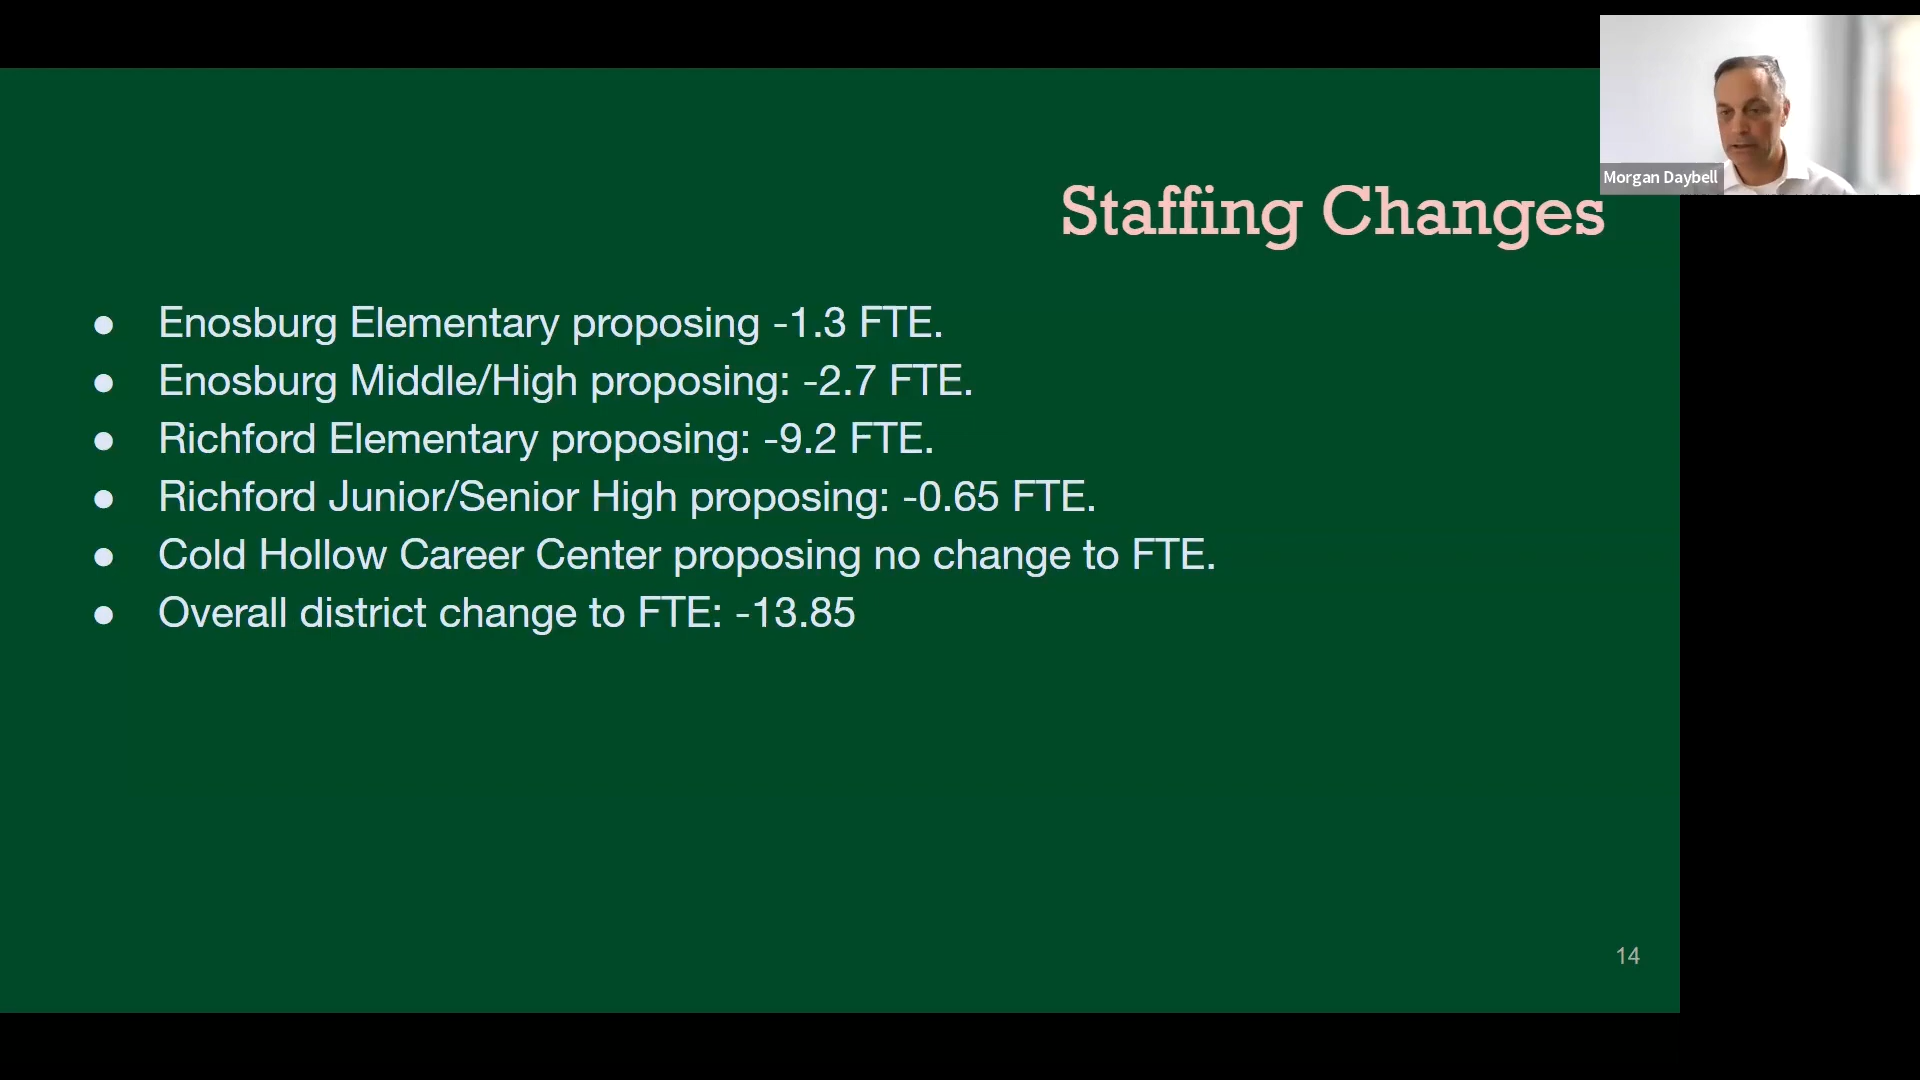 Morgan Daybell
Staffing Changes
● Enosburg Elementary proposing -1.3 FTE.
● Enosburg Middle/High proposing: -2.7 FTE.
● Richford Elementary proposing: -9.2 FTE.
● Richford Junior/Senior High proposing: -0.65 FTE.
● Cold Hollow Career Center proposing no change to FTE.
● Overall district change to FTE: -13.85
14